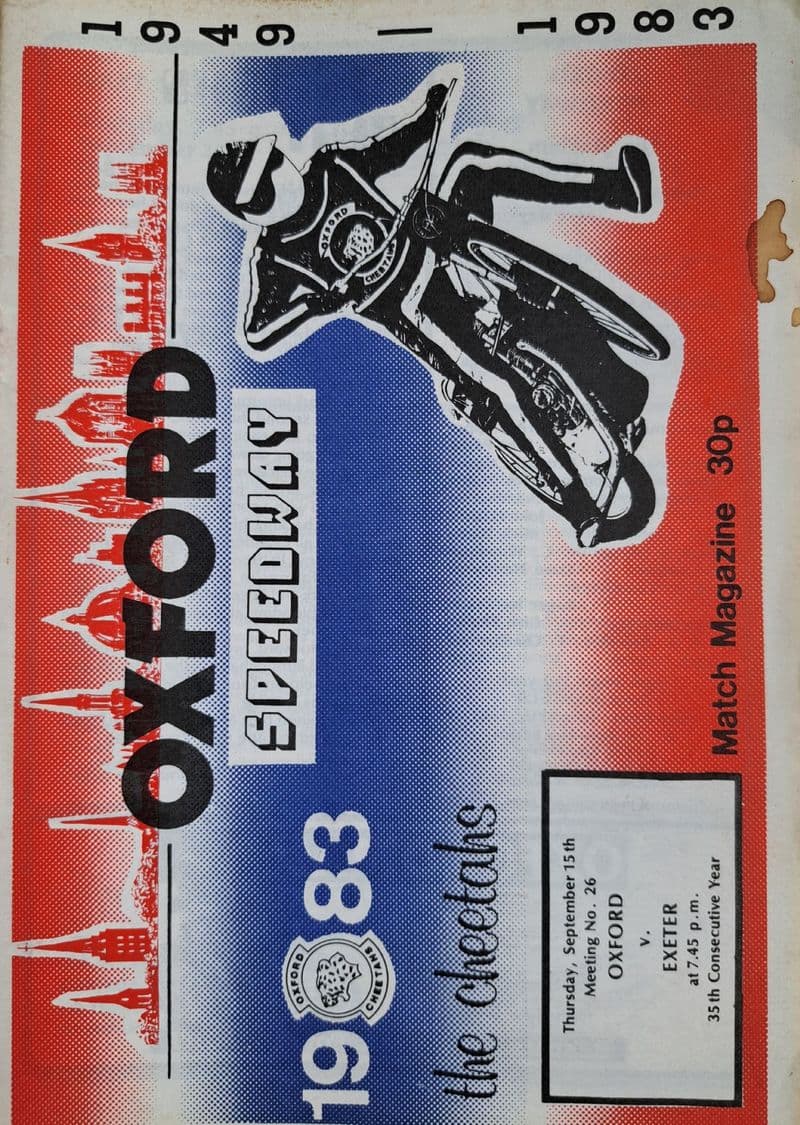 OXFORD
SPEEDWAY
1949 — 1983
1983
OXFORD
CHEETAHS
OXFORD
CHEETAHS
the cheetahs
Thursday, September 15th
Meeting No. 26
OXFORD
v.
EXETER
at 7.45 p.m.
35th Consecutive Year
Match Magazine 30p